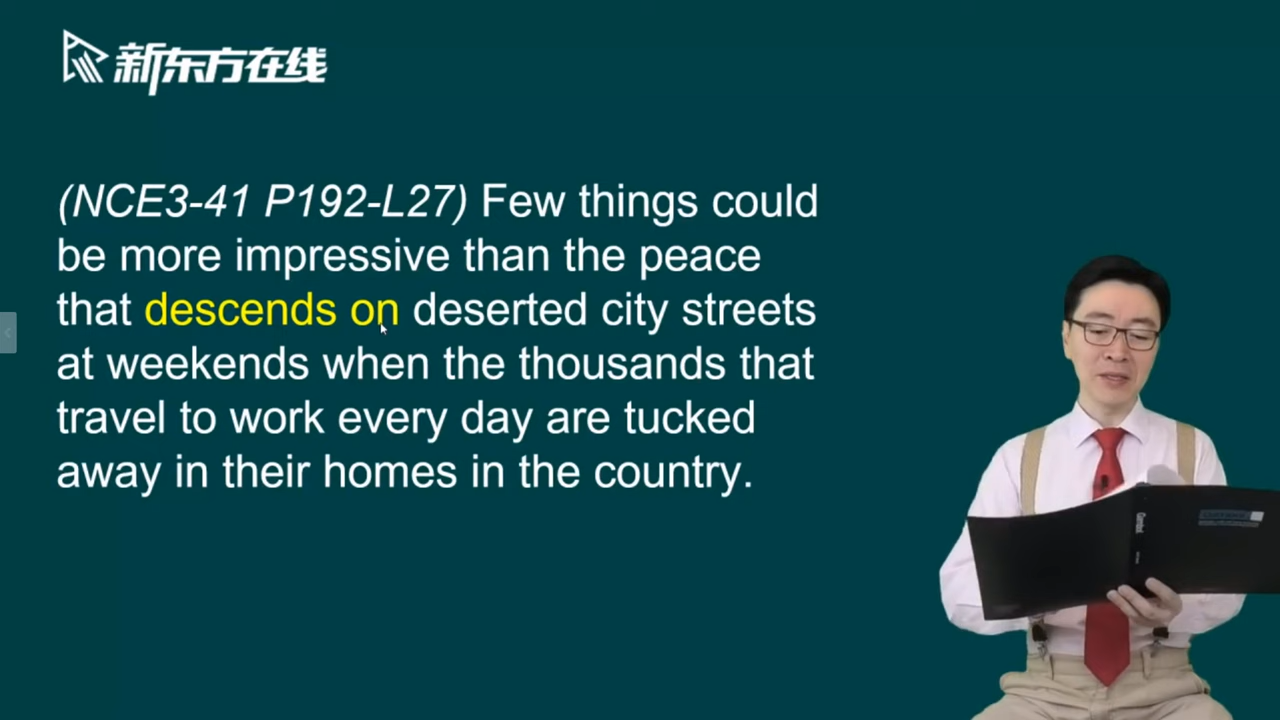 新东方在线
(NCE3-41 P192-L27) Few things could
be more impressive than the peace
that descends on deserted city streets
at weekends when the thousands that
travel to work every day are tucked
away in their homes in the country.